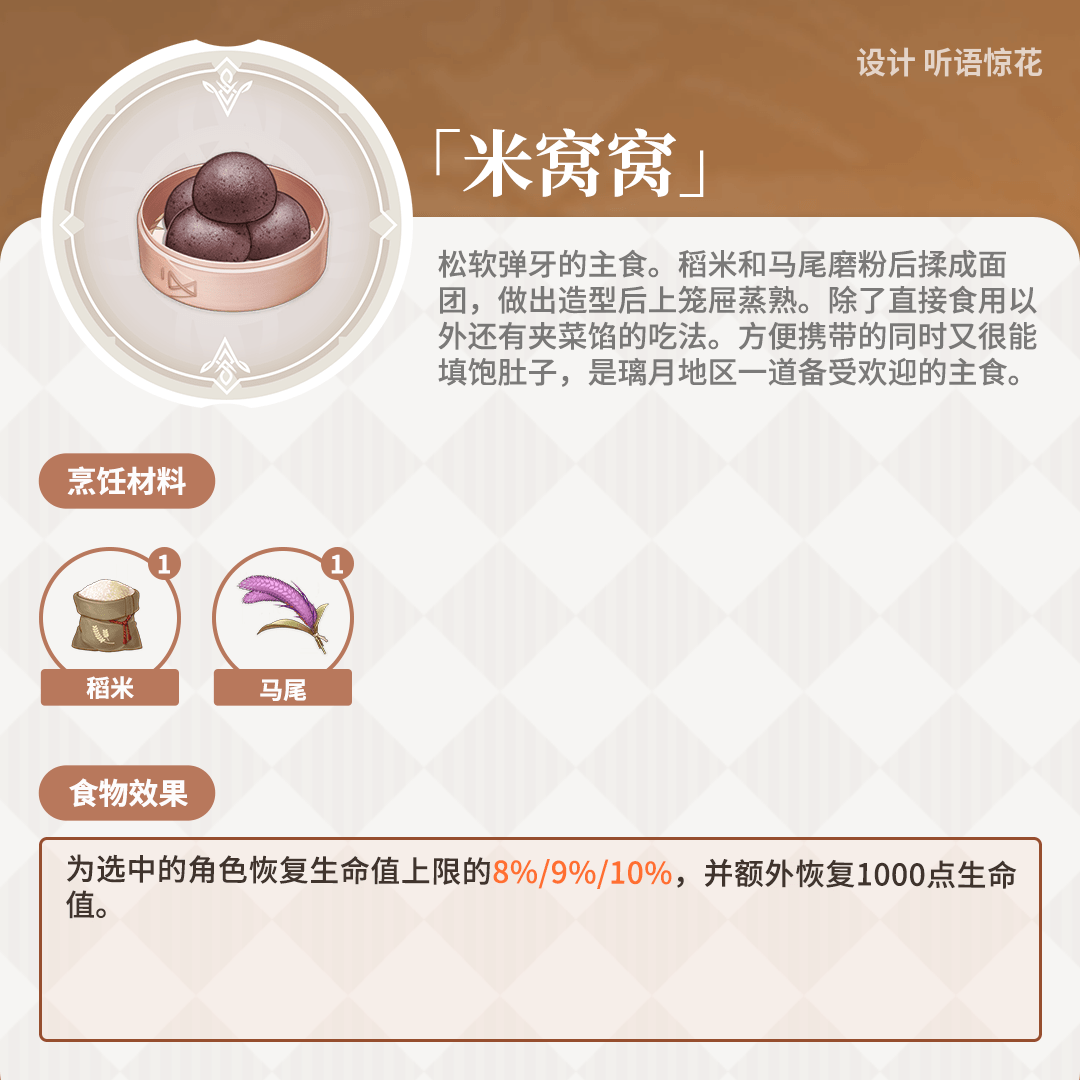 设计 听语惊花
「米窝窝」
松软弹牙的主食。稻米和马尾磨粉后揉成面
团，做出造型后上笼屉蒸熟。除了直接食用以
外还有夹菜馅的吃法。方便携带的同时又很能
填饱肚子，是璃月地区一道备受欢迎的主食。
烹饪材料
1
1
稻米
马尾
食物效果
为选中的角色恢复生命值上限的8%/9%/10%，并额外恢复1000点生命
值。